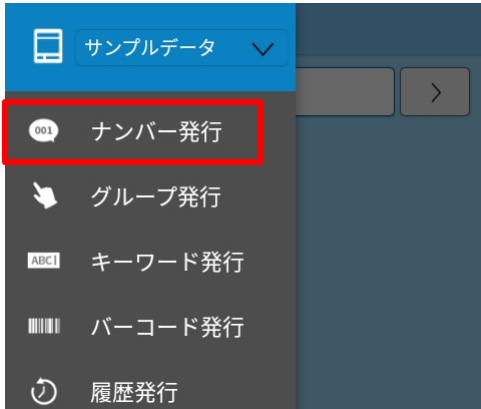 サンプルデータ
001
ナンバー発行
グループ発行
ABC
キーワード発行
バーコード発行
履歴発行